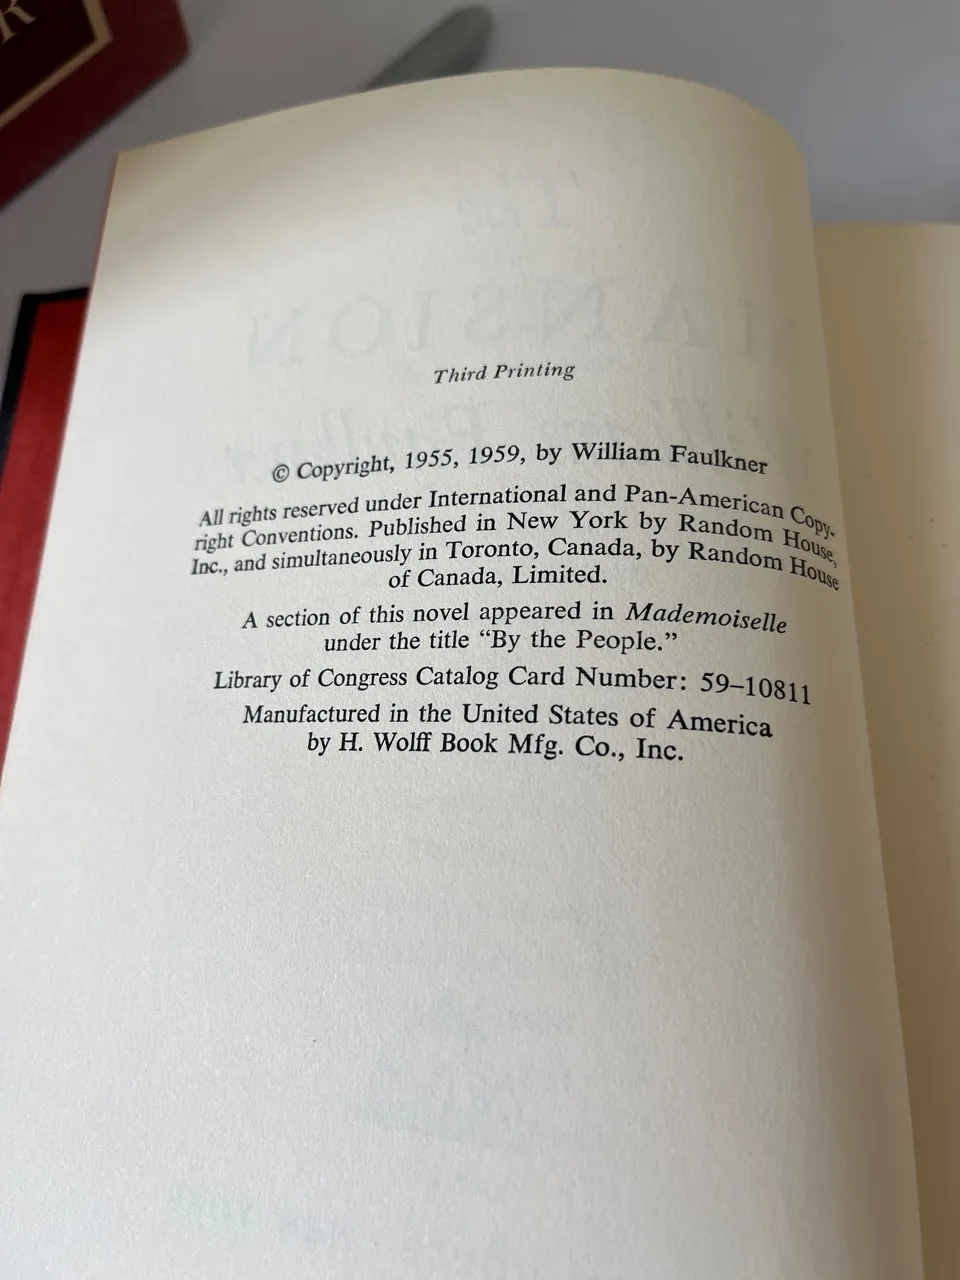 Third Printing
© Copyright, 1955, 1959, by William Faulkner
All rights reserved under International and Pan-American Copy-
right Conventions. Published in New York by Random House,
Inc., and simultaneously in Toronto, Canada, by Random House
of Canada, Limited.
A section of this novel appeared in Mademoiselle
under the title “By the People.”
Library of Congress Catalog Card Number: 59–10811
Manufactured in the United States of America
by H. Wolff Book Mfg. Co., Inc.